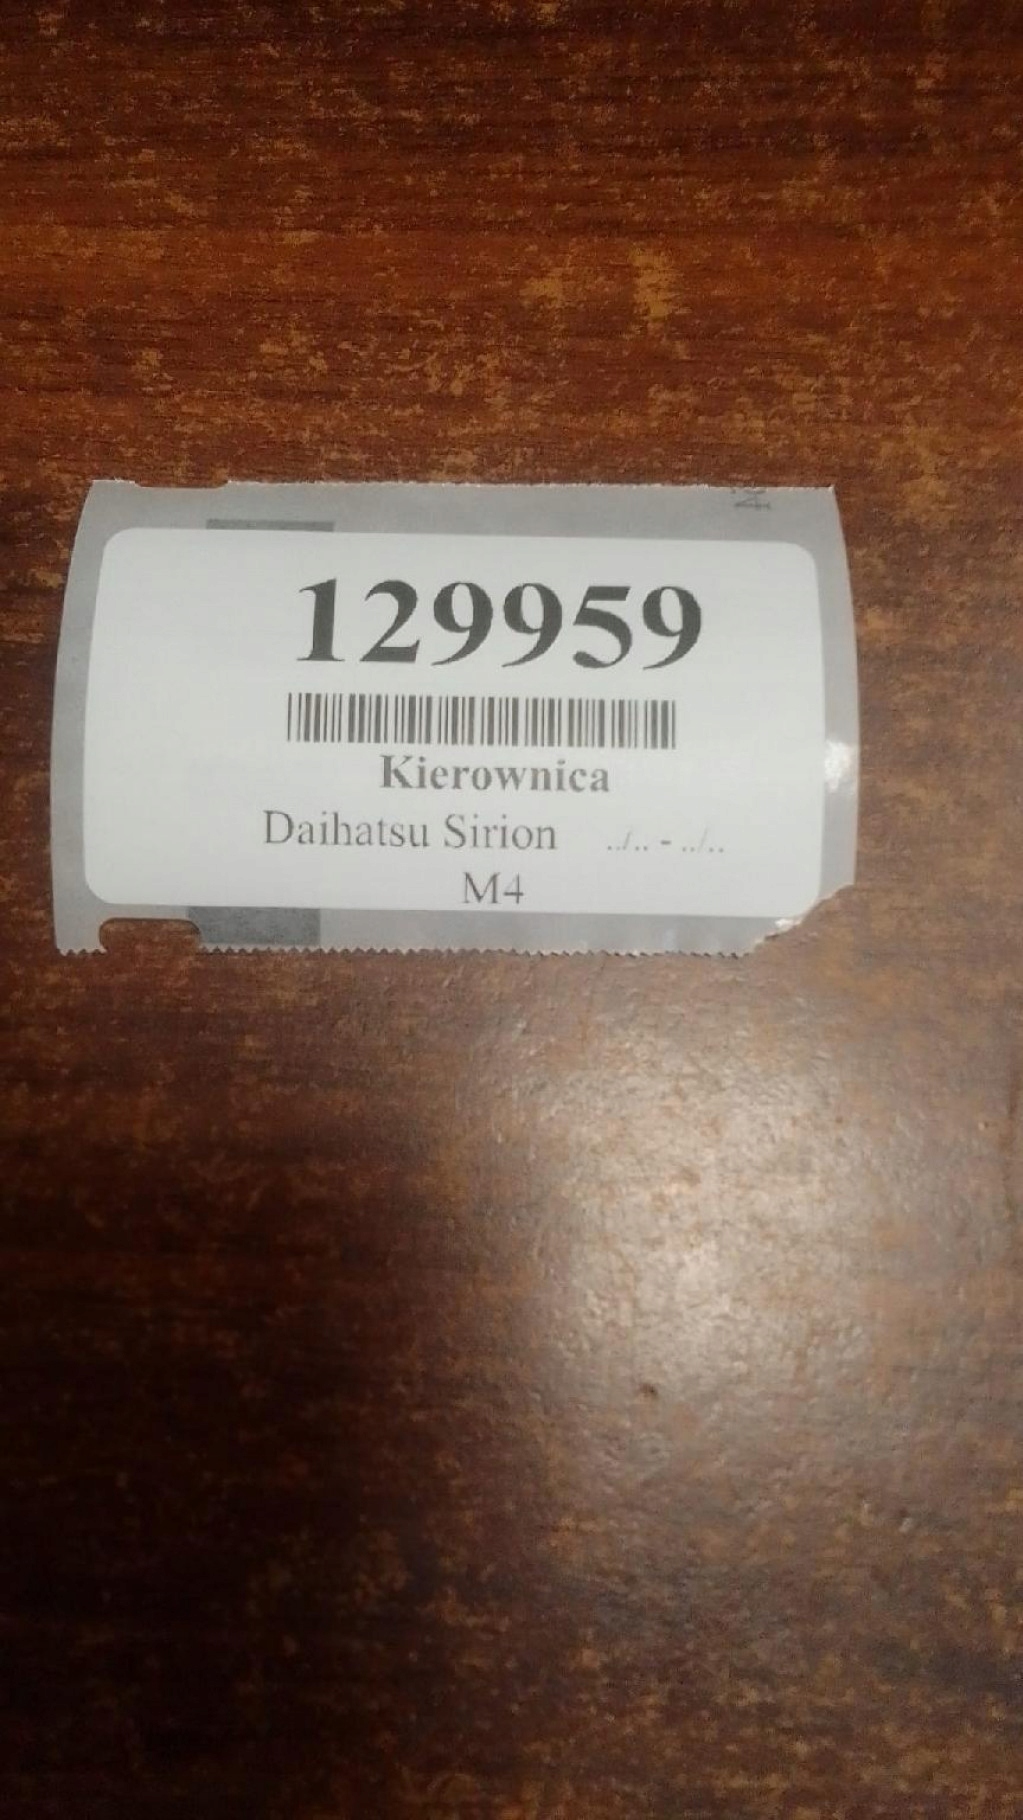 129959
Kierownica
Daihatsu Sirion ../.. - ../..
M4